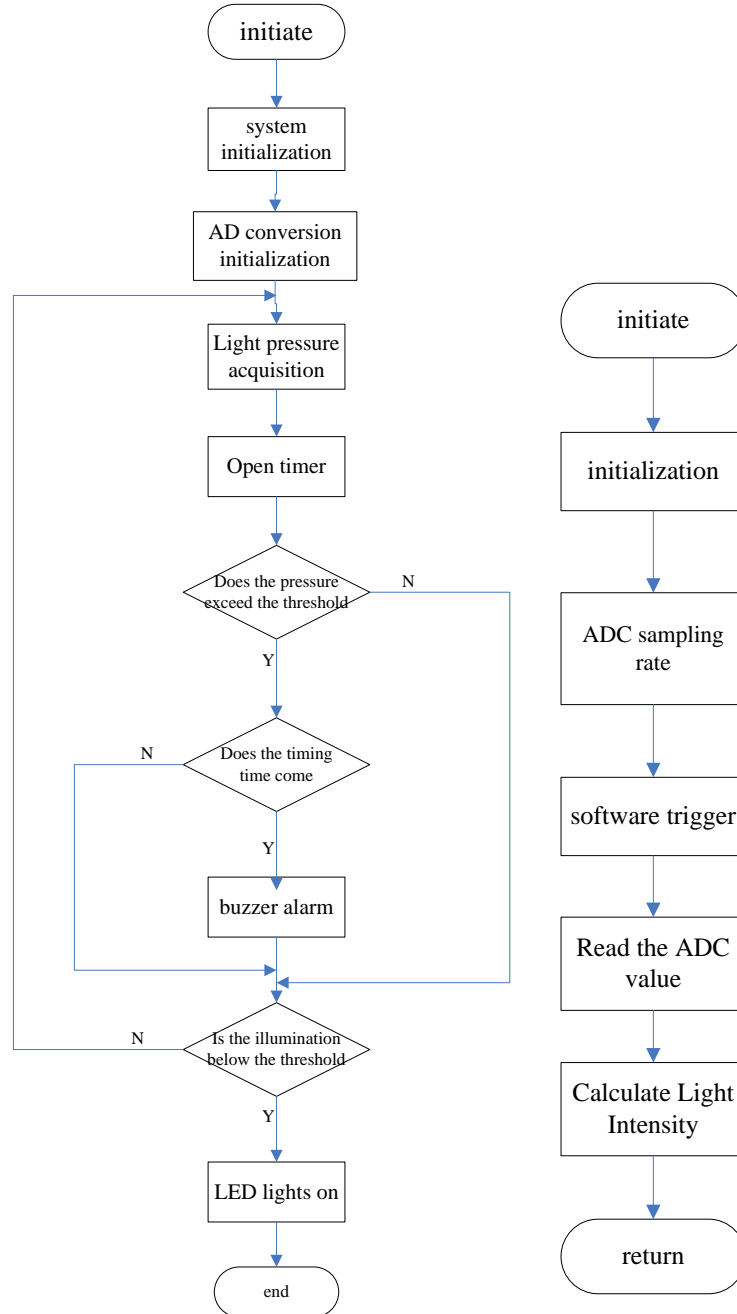 initiate
system
initialization
AD conversion
initialization
Light pressure
acquisition
Open timer
Does the pressure
exceed the threshold
N
Y
Does the timing
time come
N
Y
buzzer alarm
Is the illumination
below the threshold
N
Y
LED lights on
end
initiate
initialization
ADC sampling
rate
software trigger
Read the ADC
value
Calculate Light
Intensity
return